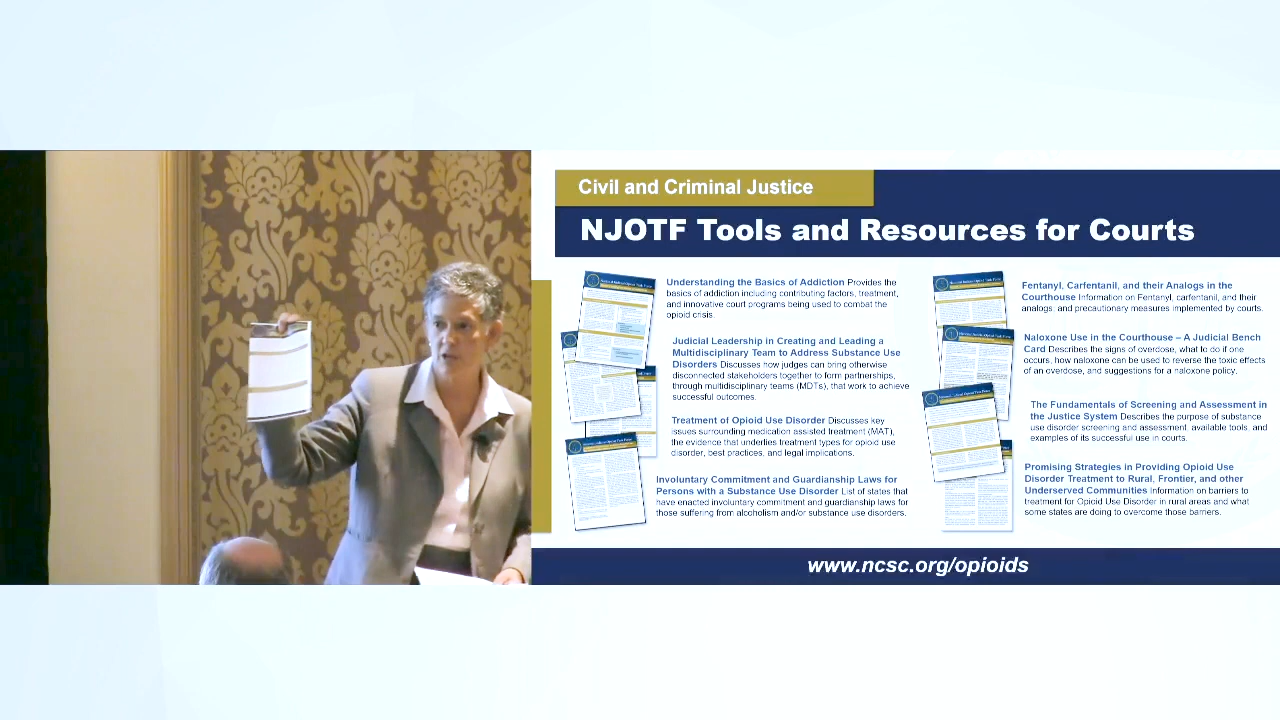 Civil and Criminal Justice
NJOTF Tools and Resources for Courts
Understanding the Basics of Addiction Provides the
basics of addiction including contributing factors, treatment,
and innovative court programs being used to combat the
opioid crisis.
Judicial Leadership in Creating and Leading a
Multidisciplinary Team to Address Substance Use
Disorders Discusses how judges can bring otherwise
disconnected stakeholders together to form partnerships,
through multidisciplinary teams (MDTs), that work to achieve
successful outcomes.
Treatment of Opioid Use Disorder Discusses key
issues surrounding medication assisted treatment (MAT),
the evidence that underlies treatment types for opioid use
disorder, best practices, and legal implications.
Involuntary Commitment and Guardianship Laws for
Persons with a Substance Use Disorder List of states that
have enacted involuntary commitment and guardianship laws for
those suffering from alcoholism and/or substance use disorders.
Fentanyl, Carfentanil, and their Analogs in the
Courthouse Information on Fentanyl, carfentanil, and their
analogs, and precautionary measures implemented by courts.
Naloxone Use in the Courthouse – A Judicial Bench
Card Describes the signs of overdose, what to do if one
occurs, how naloxone can be used to reverse the toxic effects
of an overdose, and suggestions for a naloxone policy.
The Fundamentals of Screening and Assessment in
the Justice System Describes the purpose of substance
use disorder screening and assessment, available tools, and
examples of its successful use in courts.
Promising Strategies in Providing Opioid Use
Disorder Treatment to Rural, Frontier, and other
Underserved Communities Information on barriers to
treatment for Opioid Use Disorder in rural areas and what
some states are doing to overcome those barriers.
www.ncsc.org/opioids